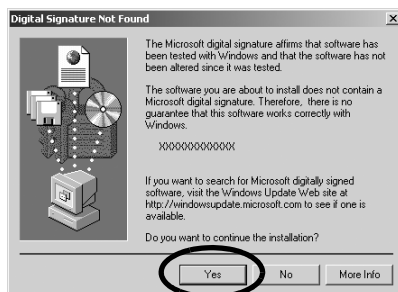 Digital Signature Not Found
The Microsoft digital signature affirms that software has
been tested with Windows and that the software has not
been altered since it was tested.
The software you are about to install does not contain a
Microsoft digital signature. Therefore, there is no
guarantee that this software works correctly with
Windows.
XXXXXXXXXXXX
If you want to search for Microsoft digitally signed
software, visit the Windows Update Web site at
http://windowsupdate.microsoft.com to see if one is
available.
Do you want to continue the installation?
Yes No More Info